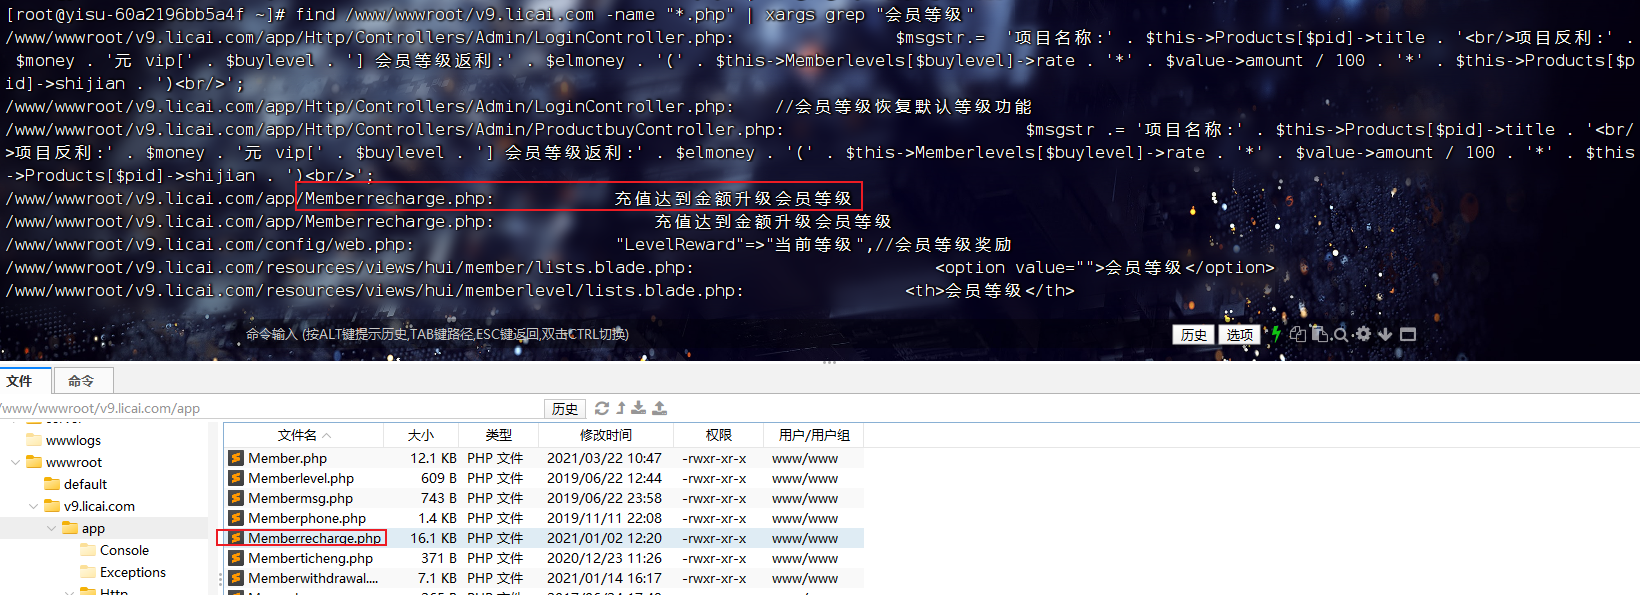 [root@yisu-60a2196bb5a4f ~]# find /www/wwwroot/v9.licai.com -name "*.php" | xargs grep "会员等级"
/www/wwwroot/v9.licai.com/app/Http/Controllers/Admin/LoginController.php:                $msgstr.=  '项目名称:' . $this->Products[$pid]->title . '<br/>项目反利:' .
 $money . '元 vip[' . $buylevel . '] 会员等级返利:' . $elmoney . '(' . $this->Memberlevels[$buylevel]->rate . '*' . $value->amount / 100 . '*' . $this->Products[$p
id]->shijian . ')<br/>';
/www/wwwroot/v9.licai.com/app/Http/Controllers/Admin/LoginController.php:    //会员等级恢复默认等级功能
/www/wwwroot/v9.licai.com/app/Http/Controllers/Admin/ProductbuyController.php:                        $msgstr .= '项目名称:' . $this->Products[$pid]->title . '<br/
>项目反利:' . $money . '元 vip[' . $buylevel . '] 会员等级返利:' . $elmoney . '(' . $this->Memberlevels[$buylevel]->rate . '*' . $value->amount / 100 . '*' . $this
->Products[$pid]->shijian . ')<br/>';
/www/wwwroot/v9.licai.com/app/Memberrecharge.php:            充值达到金额升级会员等级
/www/wwwroot/v9.licai.com/app/Memberrecharge.php:                充值达到金额升级会员等级
/www/wwwroot/v9.licai.com/config/web.php:                    "LevelReward"=>"当前等级",//会员等级奖励
/www/wwwroot/v9.licai.com/resources/views/hui/member/lists.blade.php:                        <option value="">会员等级</option>
/www/wwwroot/v9.licai.com/resources/views/hui/memberlevel/lists.blade.php:                <th>会员等级</th>
命令输入 (按ALT键提示历史,TAB键路径,ESC键返回,双击CTRL切换) 历史 选项
文件 命令
/www/wwwroot/v9.licai.com/app 历史
文件名 大小 类型 修改时间 权限 用户/用户组
wwwlogs
wwwroot
default
v9.licai.com
app
Console
Exceptions
Http
Member.php 12.1 KB PHP 文件 2021/03/22 10:47 -rwxr-xr-x www/www
Memberlevel.php 609 B PHP 文件 2019/06/22 12:44 -rwxr-xr-x www/www
Membermsg.php 743 B PHP 文件 2019/06/22 23:58 -rwxr-xr-x www/www
Memberphone.php 1.4 KB PHP 文件 2019/11/11 22:08 -rwxr-xr-x www/www
Memberrecharge.php 16.1 KB PHP 文件 2021/01/02 12:20 -rwxr-xr-x www/www
Memberticheng.php 371 B PHP 文件 2020/12/23 11:26 -rwxr-xr-x www/www
Memberwithdrawal.... 7.1 KB PHP 文件 2021/01/14 16:17 -rwxr-xr-x www/www